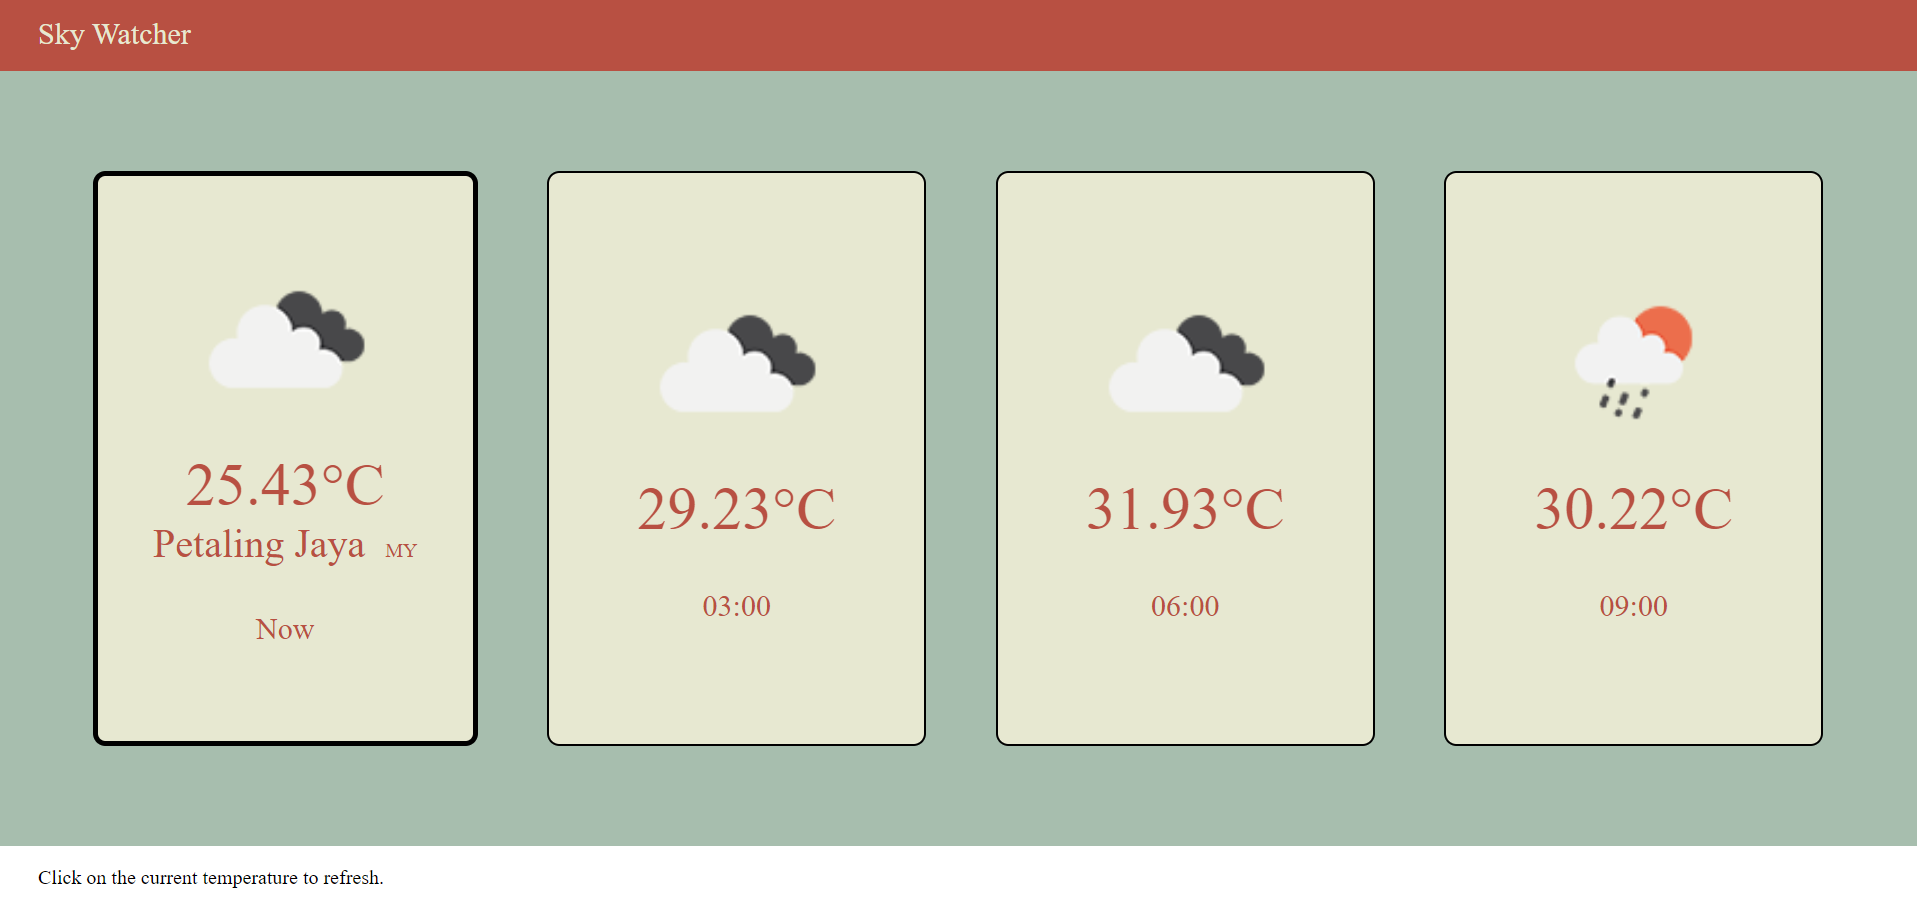 Sky Watcher
25.43°C
Petaling Jaya MY
Now
29.23°C
03:00
31.93°C
06:00
30.22°C
09:00
Click on the current temperature to refresh.